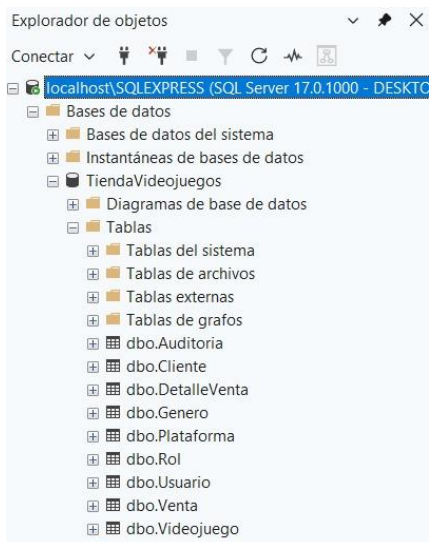 Explorador de objetos
Conectar
localhost\SQLEXPRESS (SQL Server 17.0.1000 - DESKTO
Bases de datos
Bases de datos del sistema
Instantáneas de bases de datos
TiendaVideojuegos
Diagramas de base de datos
Tablas
Tablas del sistema
Tablas de archivos
Tablas externas
Tablas de grafos
dbo.Auditoria
dbo.Cliente
dbo.DetalleVenta
dbo.Genero
dbo.Plataforma
dbo.Rol
dbo.Usuario
dbo.Venta
dbo.Videojuego